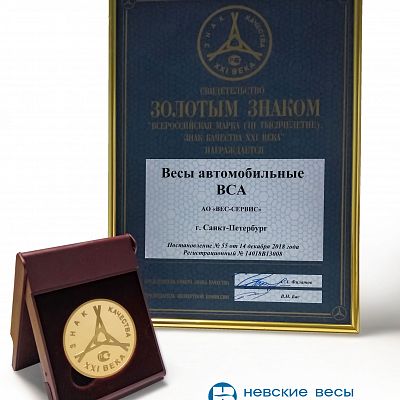 ЗНАК КАЧЕСТВА
XXI ВЕКА
СВИДЕТЕЛЬСТВО
ЗОЛОТЫМ ЗНАКОМ
"ВСЕРОССИЙСКАЯ МАРКА (III ТЫСЯЧЕЛЕТИЕ).
ЗНАК КАЧЕСТВА XXI ВЕКА"
НАГРАЖДАЕТСЯ
Весы автомобильные
ВСА
АО «ВЕС-СЕРВИС»
г. Санкт-Петербург
Постановление № 55 от 14 декабря 2018 года
Регистрационный № 14018В13008
ЗНАК КАЧЕСТВА
XXI ВЕКА
невские весы